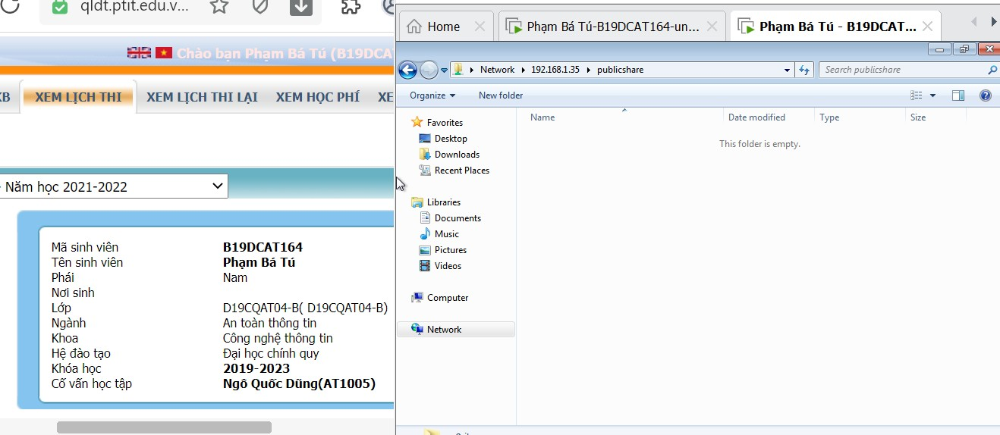 qldt.ptit.edu.v...
Chào bạn Phạm Bá Tú (B19DCA
XEM LỊCH THI
XEM LỊCH THI LẠI
XEM HỌC PHÍ
Năm học 2021-2022
Mã sinh viên B19DCAT164
Tên sinh viên Phạm Bá Tú
Phái Nam
Nơi sinh
Lớp D19CQAT04-B( D19CQAT04-B)
Ngành An toàn thông tin
Khoa Công nghệ thông tin
Hệ đào tạo Đại học chính quy
Khóa học 2019-2023
Cố vấn học tập Ngô Quốc Dũng(AT1005)
Home
Phạm Bá Tú-B19DCAT164-un...
Phạm Bá Tú - B19DCAT...
Network 192.168.1.35 publicshare
Search publicshare
Organize New folder
Name Date modified Type Size
This folder is empty.
Favorites
Desktop
Downloads
Recent Places
Libraries
Documents
Music
Pictures
Videos
Computer
Network